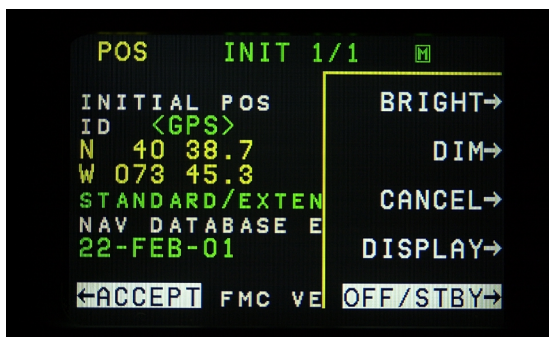 POS INIT 1/1 M
INITIAL POS BRIGHT→
ID <GPS>
N 40 38.7 DIM→
W 073 45.3
STANDARD/EXTEN CANCEL→
NAV DATABASE E
22-FEB-01 DISPLAY→
←ACCEPT FMC VE OFF/STBY→